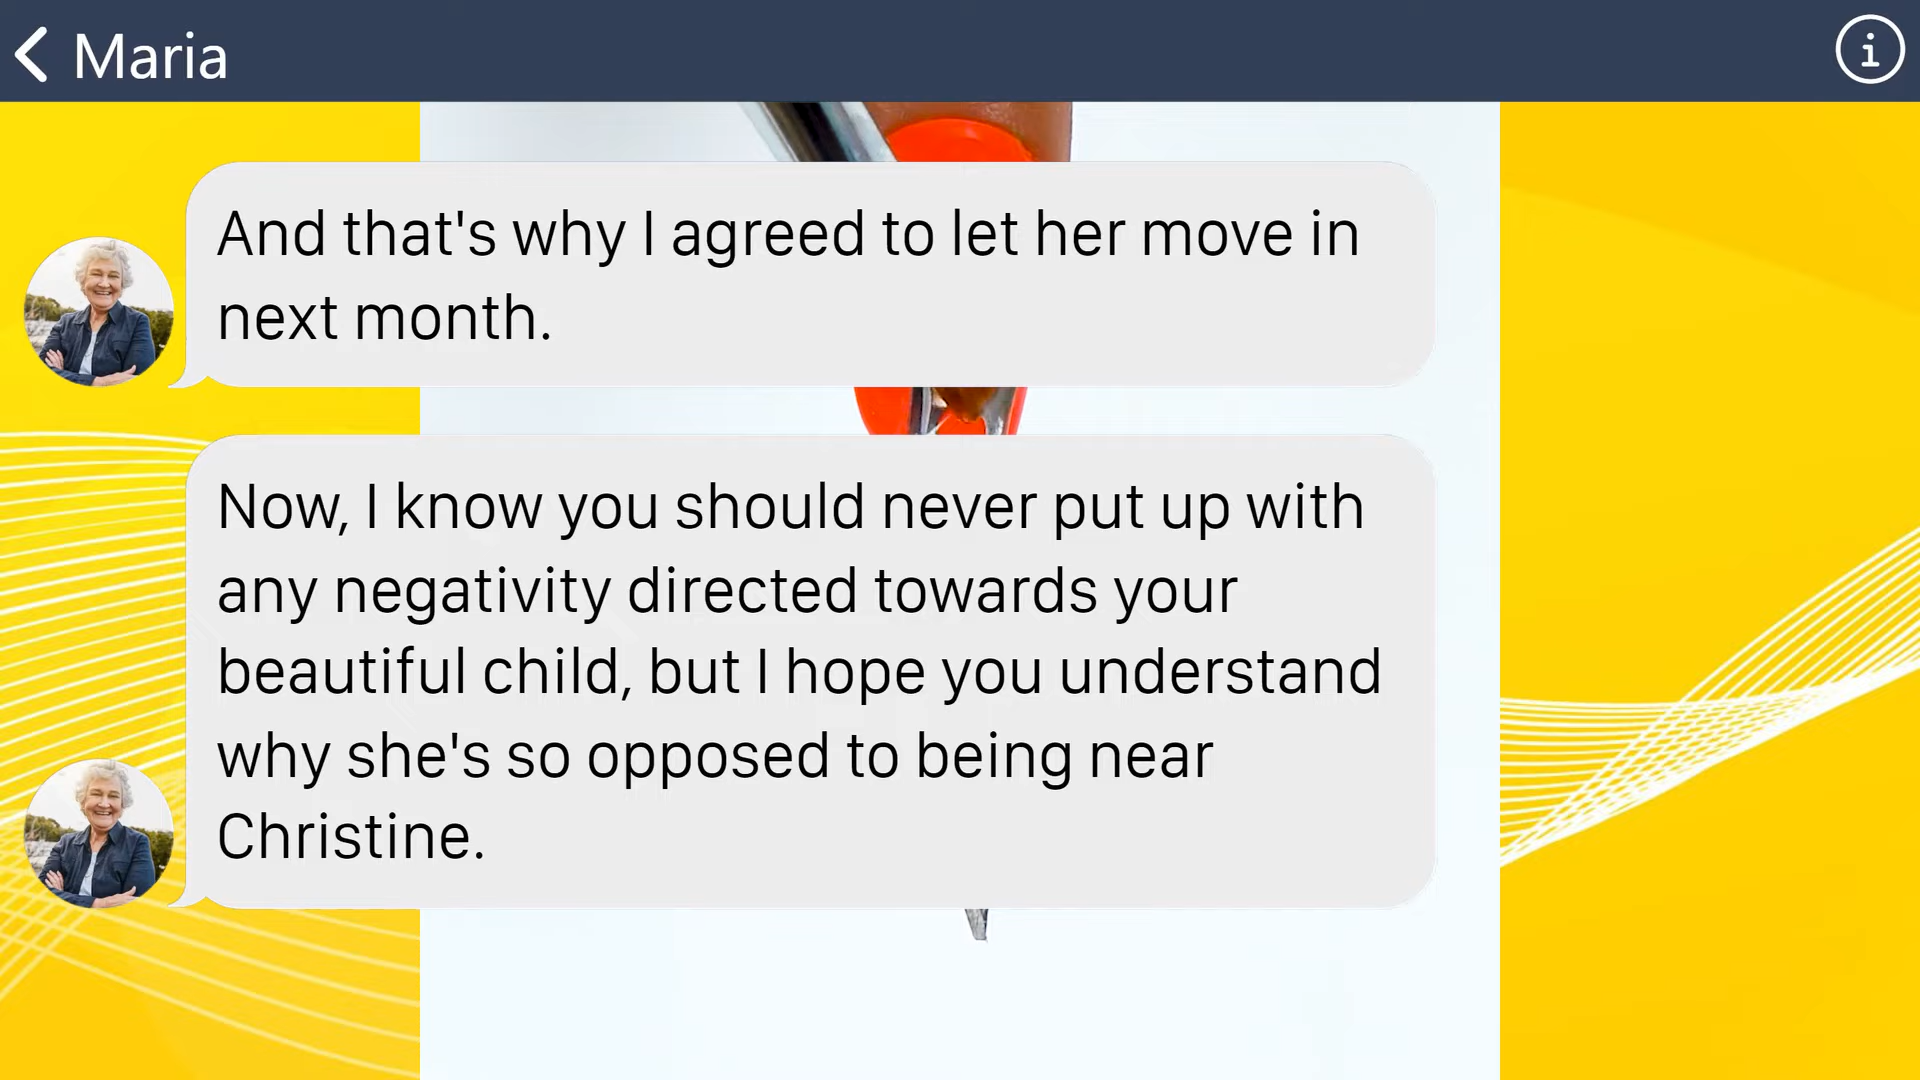 Maria
And that's why I agreed to let her move in
next month.
Now, I know you should never put up with
any negativity directed towards your
beautiful child, but I hope you understand
why she's so opposed to being near
Christine.